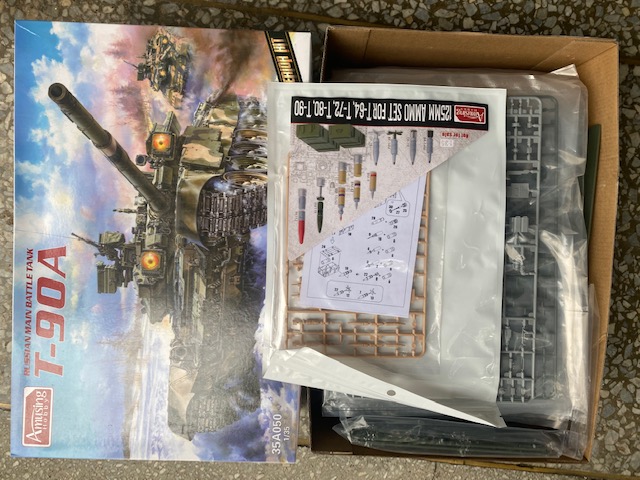 RUSSIAN MAIN BATTLE TANK
T-90A
Amusing
HOBBY
35A050
1/35
125MM AMMO SET FOR T-64, T-72, T-80, T-90
Amusing
HOBBY
Not for sale